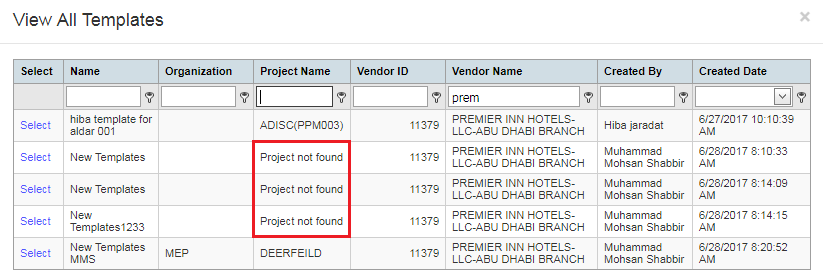 View All Templates ×
Select Name Organization Project Name Vendor ID Vendor Name Created By Created Date
prem
Select hiba template for aldar 001 ADISC(PPM003) 11379 PREMIER INN HOTELS-LLC-ABU DHABI BRANCH Hiba jaradat 6/27/2017 10:10:39 AM
Select New Templates Project not found 11379 PREMIER INN HOTELS-LLC-ABU DHABI BRANCH Muhammad Mohsan Shabbir 6/28/2017 8:10:33 AM
Select New Templates Project not found 11379 PREMIER INN HOTELS-LLC-ABU DHABI BRANCH Muhammad Mohsan Shabbir 6/28/2017 8:14:09 AM
Select New Templates1233 Project not found 11379 PREMIER INN HOTELS-LLC-ABU DHABI BRANCH Muhammad Mohsan Shabbir 6/28/2017 8:14:15 AM
Select New Templates MMS MEP DEERFEILD 11379 PREMIER INN HOTELS-LLC-ABU DHABI BRANCH Muhammad Mohsan Shabbir 6/28/2017 8:20:52 AM